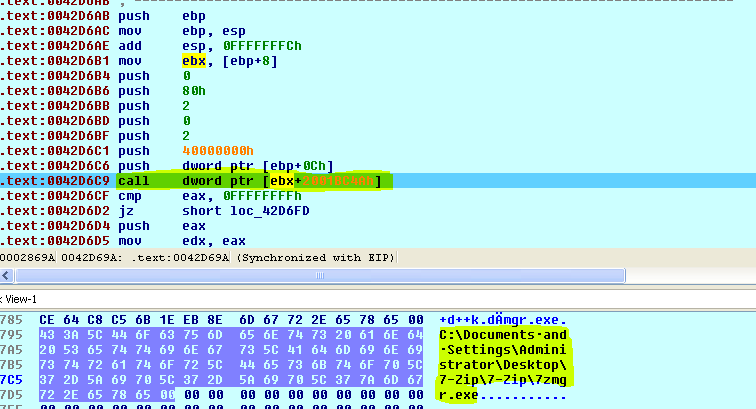 .text:0042D6AB push ebp
.text:0042D6AC mov ebp, esp
.text:0042D6AE add esp, 0FFFFFFFCh
.text:0042D6B1 mov ebx, [ebp+8]
.text:0042D6B4 push 0
.text:0042D6B6 push 80h
.text:0042D6BB push 2
.text:0042D6BD push 0
.text:0042D6BF push 2
.text:0042D6C1 push 40000000h
.text:0042D6C6 push dword ptr [ebp+0Ch]
.text:0042D6C9 call dword ptr
.text:0042D6CF cmp eax, 0FFFFFFFFh
.text:0042D6D2 jz short loc_42D6FD
.text:0042D6D4 push eax
.text:0042D6D5 mov edx, eax
0002869A 0042D69A: .text:0042D69A (Synchronized with EIP)
View-1
785 CE 64 C8 C5 6B 1E EB 8E 6D 67 72 2E 65 78 65 00 +d++k.dÄmgr.exe.
795 43 3A 5C 44 6F 63 75 6D 65 6E 74 73 20 61 6E 64 C:\Documents·and
7A5 20 53 65 74 74 69 6E 67 73 5C 41 64 6D 69 6E 69 ·Settings\Admini
7B5 73 74 72 61 74 6F 72 5C 44 65 73 6B 74 6F 70 5C strator\Desktop\
7C5 37 2D 5A 69 70 5C 37 2D 5A 69 70 5C 37 7A 6D 67 7-Zip\7-Zip\7zmg
7D5 72 2E 65 78 65 00 00 00 00 00 00 00 00 00 00 00 r.exe...........